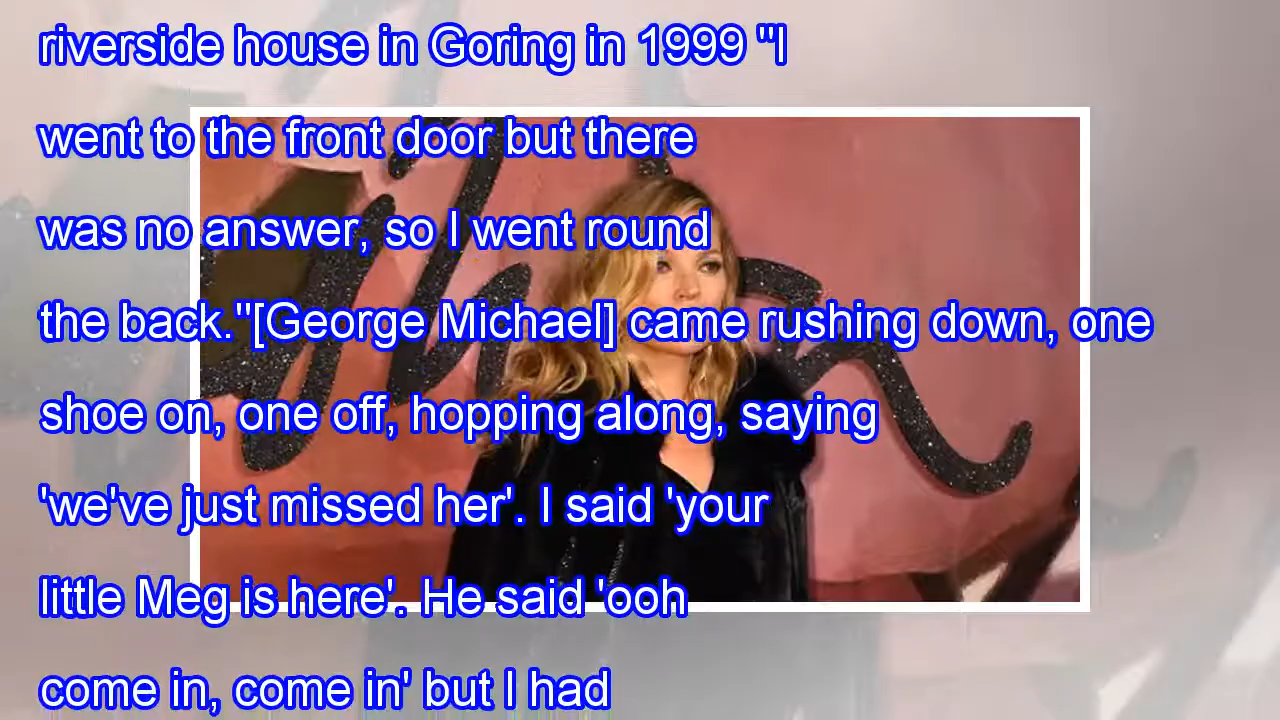 riverside house in Goring in 1999 "I
went to the front door but there
was no answer, so I went round
the back."[George Michael] came rushing down, one
shoe on, one off, hopping along, saying
'we've just missed her'. I said 'your
little Meg is here'. He said 'ooh
come in, come in' but I had